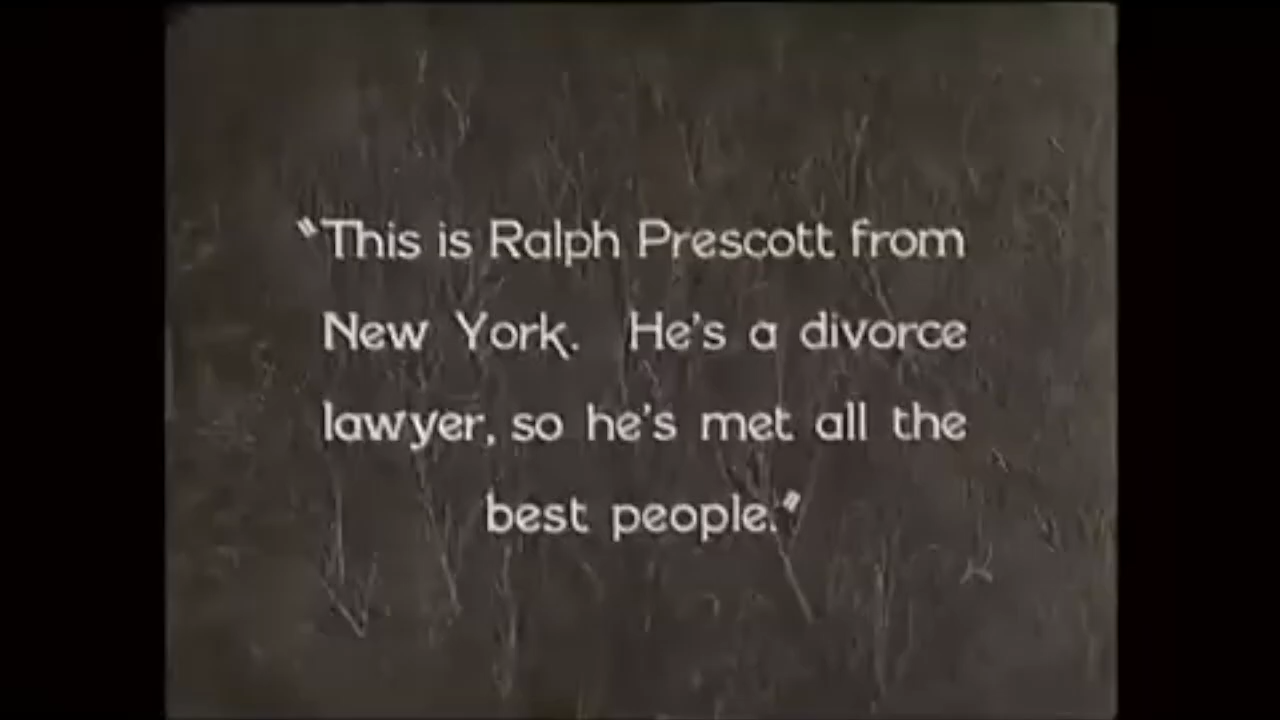 "This is Ralph Prescott from
New York. He's a divorce
lawyer, so he's met all the
best people."